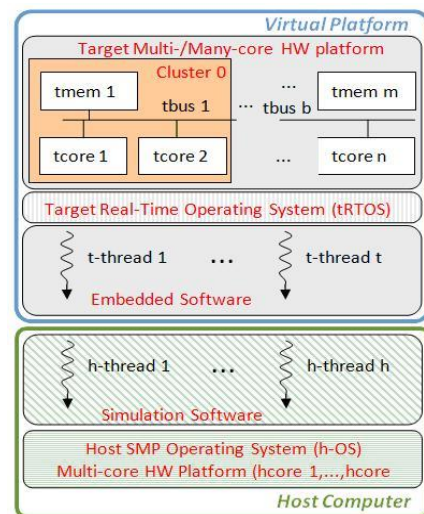 Virtual Platform
Target Multi-/Many-core HW platform
Cluster 0
tmem 1
...
tmem m
tbus 1
... tbus b
tcore 1
tcore 2
...
tcore n
Target Real-Time Operating System (tRTOS)
t-thread 1
...
t-thread t
Embedded Software
h-thread 1
...
h-thread h
Simulation Software
Host SMP Operating System (h-OS)
Multi-core HW Platform (hcore 1,...,hcore
Host Computer